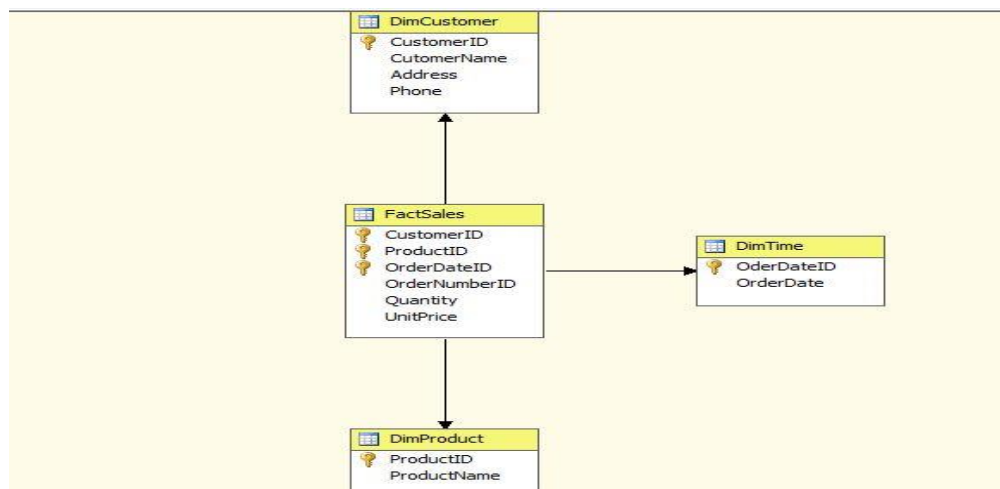 DimCustomer
CustomerID
CutomerName
Address
Phone
FactSales
CustomerID
ProductID
OrderDateID
OrderNumberID
Quantity
UnitPrice
DimTime
OderDateID
OrderDate
DimProduct
ProductID
ProductName